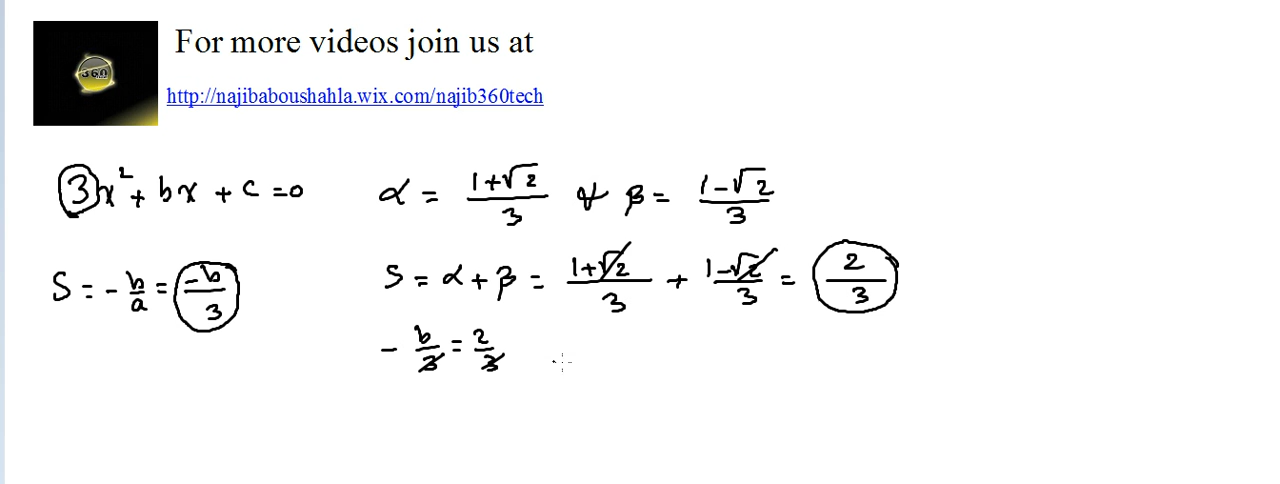 For more videos join us at
360
http://najibaboushahla.wix.com/najib360tech
3x² + bx + c = 0
α = (1+√2)/3 & β = (1-√2)/3
S = -b/a = -b/3
S = α + β = (1+√2)/3 + (1-√2)/3 = 2/3
-b/3 = 2/3